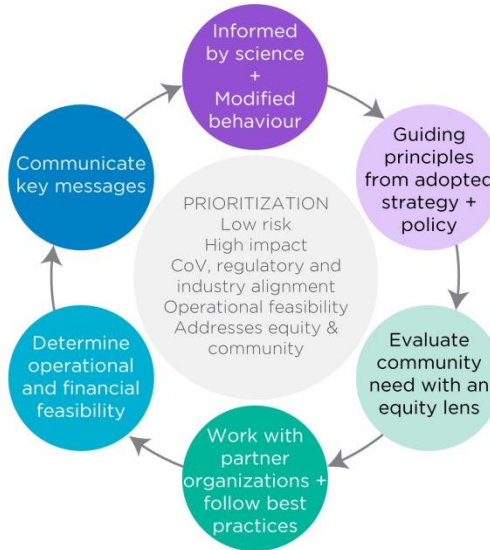 Informed
by science
+
Modified
behaviour
Guiding
principles
from adopted
strategy +
policy
Evaluate
community
need with an
equity lens
Work with
partner
organizations +
follow best
practices
Determine
operational
and financial
feasibility
Communicate
key messages
PRIORITIZATION
Low risk
High impact
CoV, regulatory and
industry alignment
Operational feasibility
Addresses equity &
community